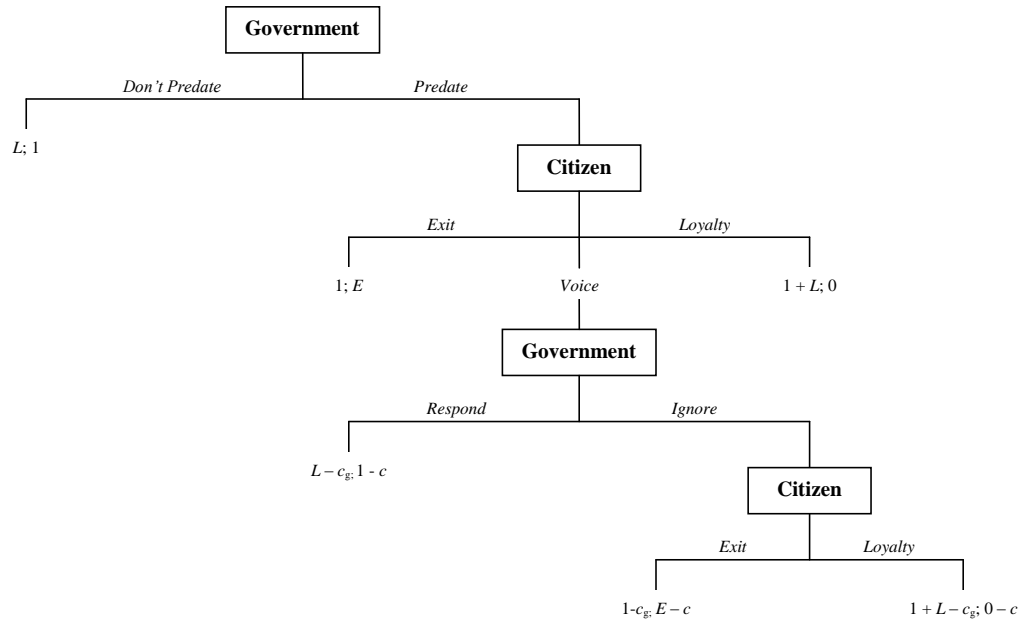 Government
Don’t Predate
Predate
L; 1
Citizen
Exit
Loyalty
1; E
Voice
1 + L; 0
Government
Respond
Ignore
L – cg; 1 - c
Citizen
Exit
Loyalty
1-cg; E – c
1 + L – cg; 0 – c